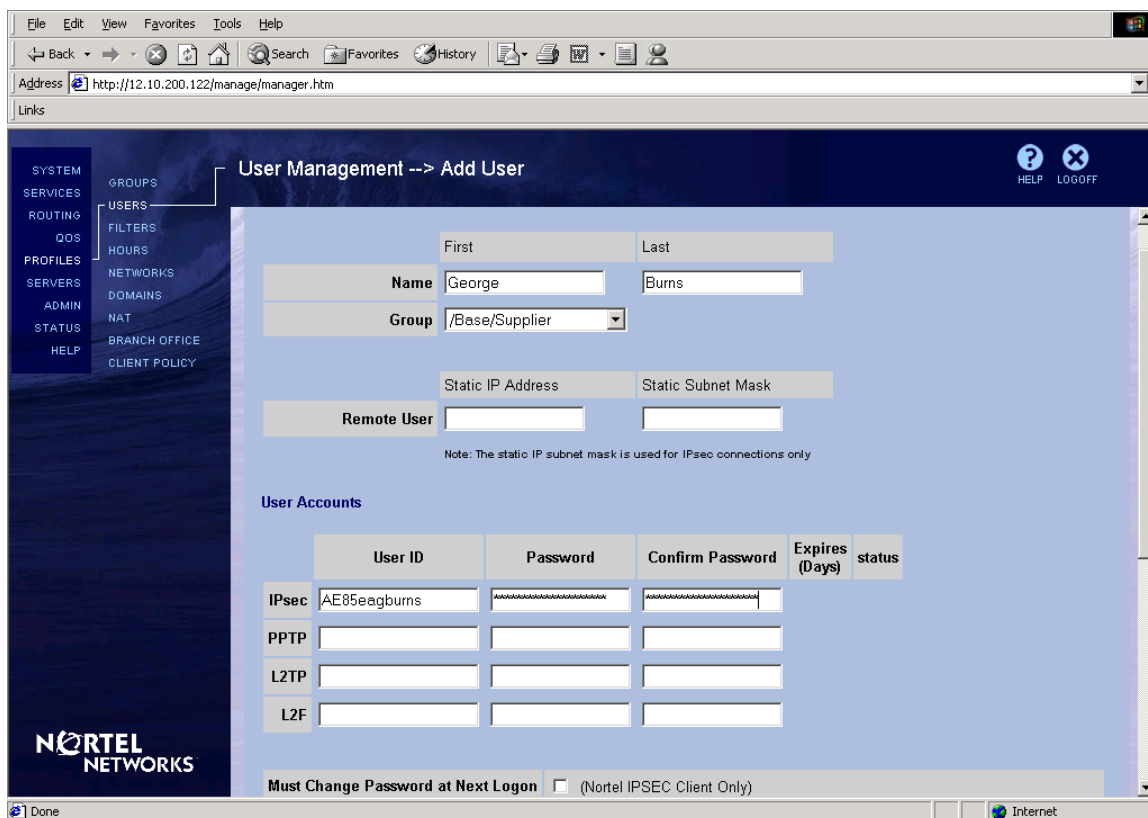 File Edit View Favorites Tools Help
Back Search Favorites History
Address http://12.10.200.122/manage/manager.htm
Links
User Management --> Add User
HELP LOGOFF
SYSTEM
SERVICES
ROUTING
QOS
PROFILES
SERVERS
ADMIN
STATUS
HELP
GROUPS
USERS
FILTERS
HOURS
NETWORKS
DOMAINS
NAT
BRANCH OFFICE
CLIENT POLICY
First Last
Name George Burns
Group /Base/Supplier
Static IP Address Static Subnet Mask
Remote User
Note: The static IP subnet mask is used for IPsec connections only
User Accounts
User ID Password Confirm Password Expires (Days) status
IPsec AE85eagburns
PPTP
L2TP
L2F
Must Change Password at Next Logon (Nortel IPSEC Client Only)
NORTEL
NETWORKS
Done Internet